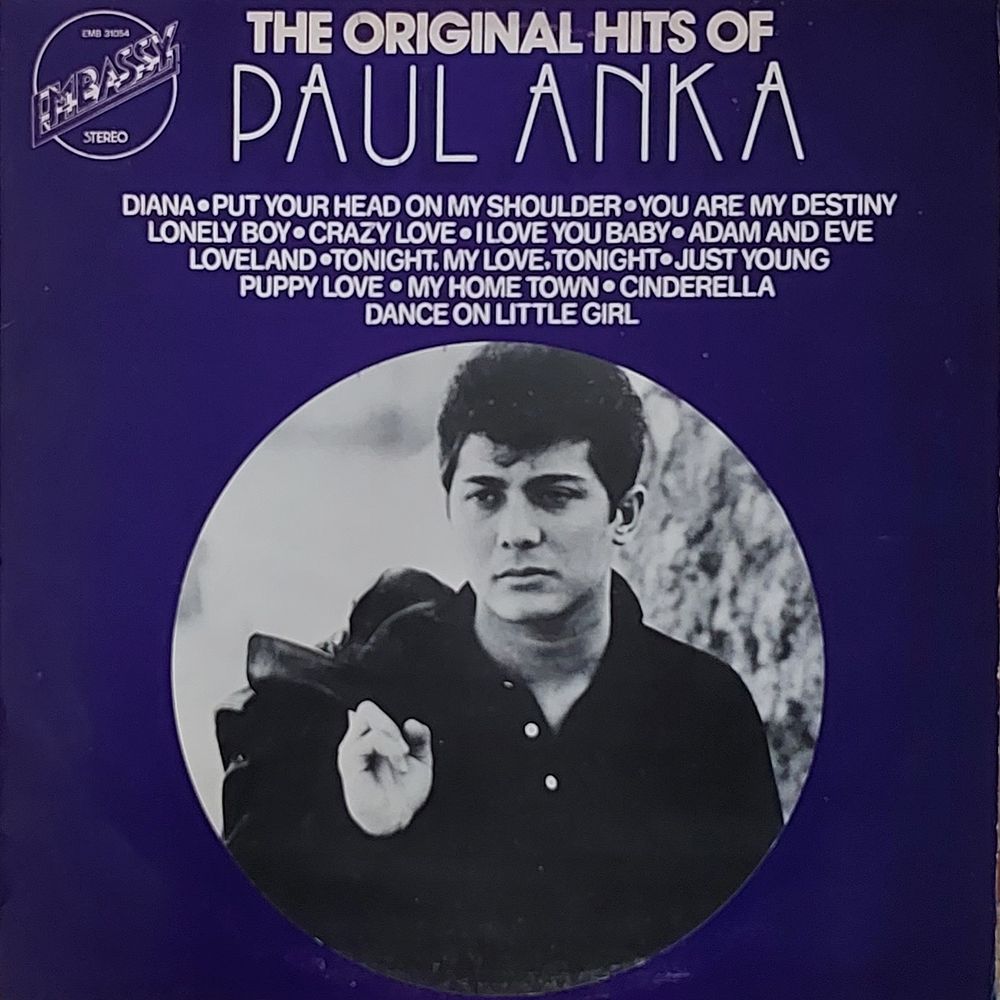 EMB 31054
EMBASSY
STEREO
THE ORIGINAL HITS OF
PAUL ANKA
DIANA•PUT YOUR HEAD ON MY SHOULDER•YOU ARE MY DESTINY
LONELY BOY•CRAZY LOVE•I LOVE YOU BABY•ADAM AND EVE
LOVELAND•TONIGHT, MY LOVE, TONIGHT•JUST YOUNG
PUPPY LOVE•MY HOME TOWN•CINDERELLA
DANCE ON LITTLE GIRL